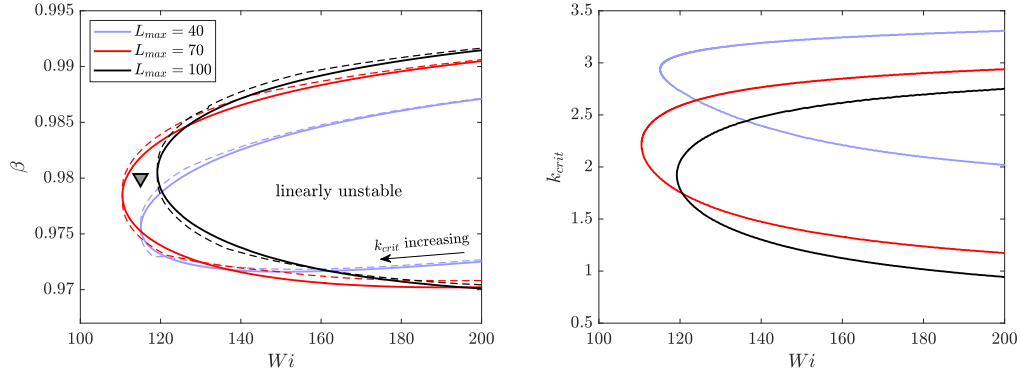 0.995
0.99
0.985
0.98
0.975
0.97
β
100
120
140
160
180
200
Wi
L_max = 40
L_max = 70
L_max = 100
linearly unstable
k_crit increasing
3.5
3
2.5
2
1.5
1
0.5
k_crit
100
120
140
160
180
200
Wi